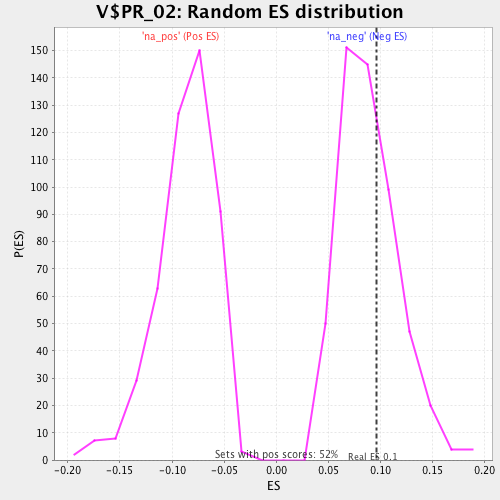 V$PR_02: Random ES distribution
'na_pos' (Pos ES) 'na_neg' (Neg ES)
150
140
130
120
110
100
90
80
70
60
50
40
30
20
10
0
P(ES)
Sets with pos scores: 52% Real ES 0.1
-0.20 -0.15 -0.10 -0.05 0.00 0.05 0.10 0.15 0.20
ES